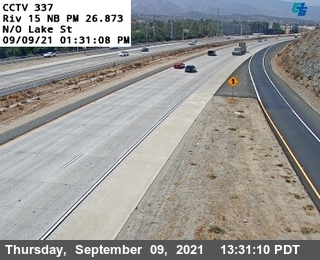 CCTV 337
Riv 15 NB PM 26.873
N/O Lake St
09/09/21 01:31:08 PM
Thursday, September 09, 2021 13:31:10 PDT